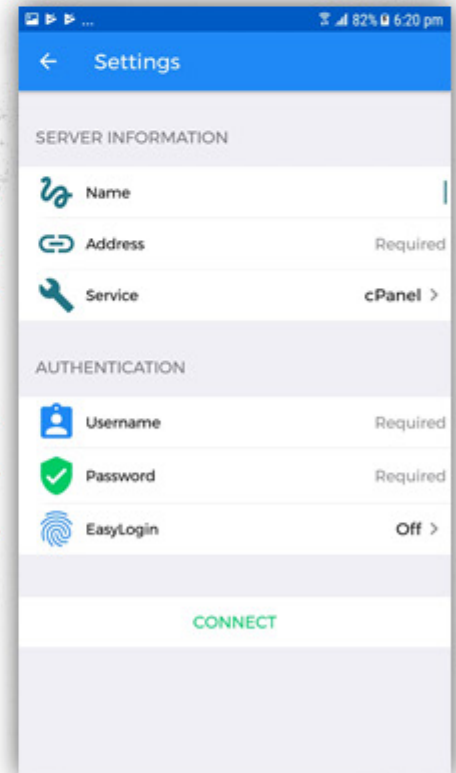 ... 82% 6:20 pm
Settings
SERVER INFORMATION
Name
Address Required
Service cPanel >
AUTHENTICATION
Username Required
Password Required
EasyLogin Off >
CONNECT